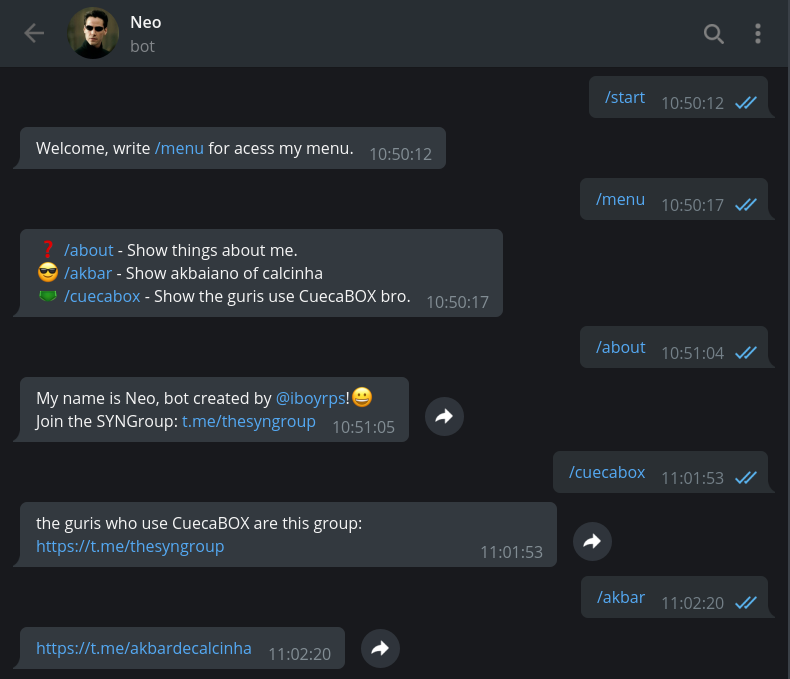 Neo
bot
/start 10:50:12
Welcome, write /menu for acess my menu. 10:50:12
/menu 10:50:17
❓ /about - Show things about me.
😎 /akbar - Show akbaiano of calcinha
🩲 /cuecabox - Show the guris use CuecaBOX bro. 10:50:17
/about 10:51:04
My name is Neo, bot created by @iboyrps!😀
Join the SYNGroup: t.me/thesyngroup 10:51:05
/cuecabox 11:01:53
the guris who use CuecaBOX are this group:
https://t.me/thesyngroup 11:01:53
/akbar 11:02:20
https://t.me/akbardecalcinha 11:02:20